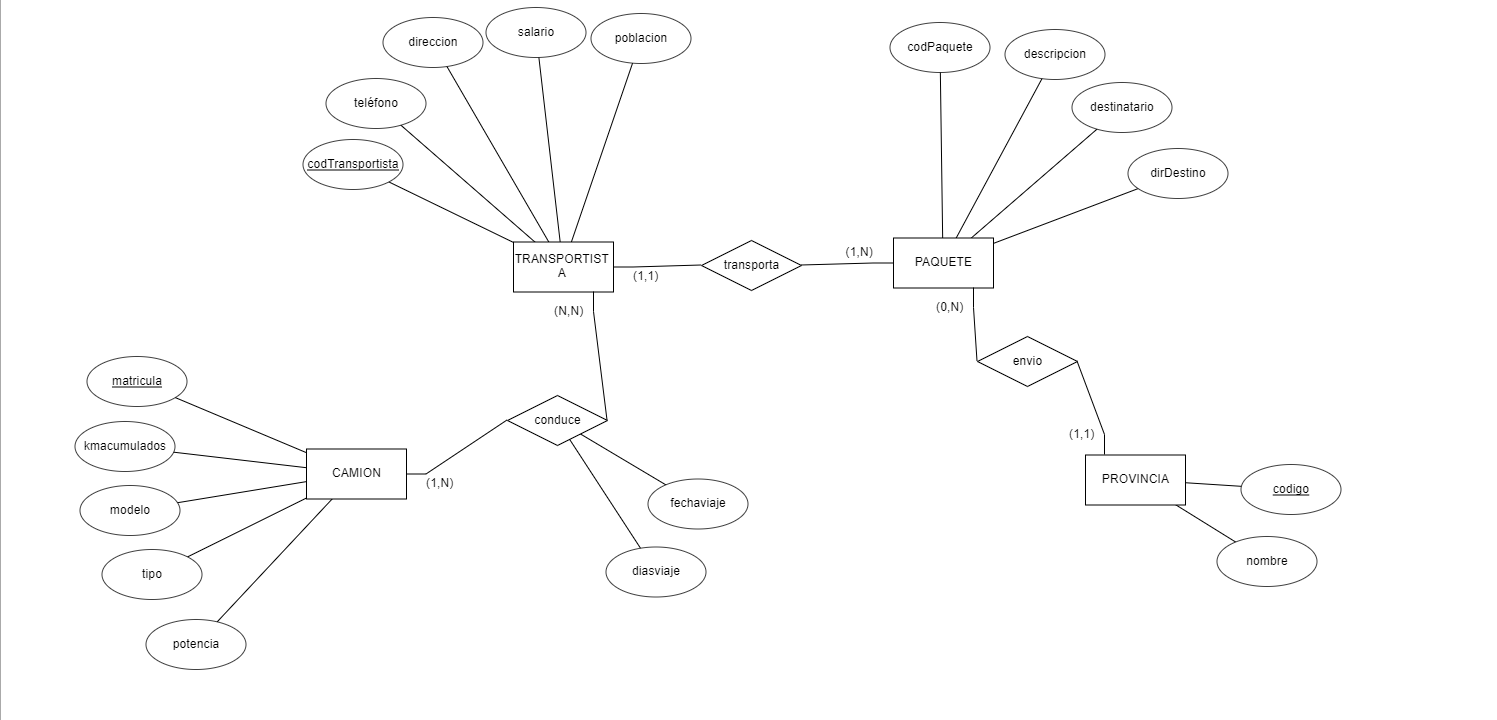 direccion
salario
poblacion
teléfono
codTransportista
codPaquete
descripcion
destinatario
dirDestino
TRANSPORTIST
A
(1,1)
transporta
(1,N)
PAQUETE
(N,N)
(0,N)
envio
(1,1)
PROVINCIA
codigo
nombre
matricula
kmacumulados
modelo
tipo
potencia
CAMION
(1,N)
conduce
fechaviaje
diasviaje